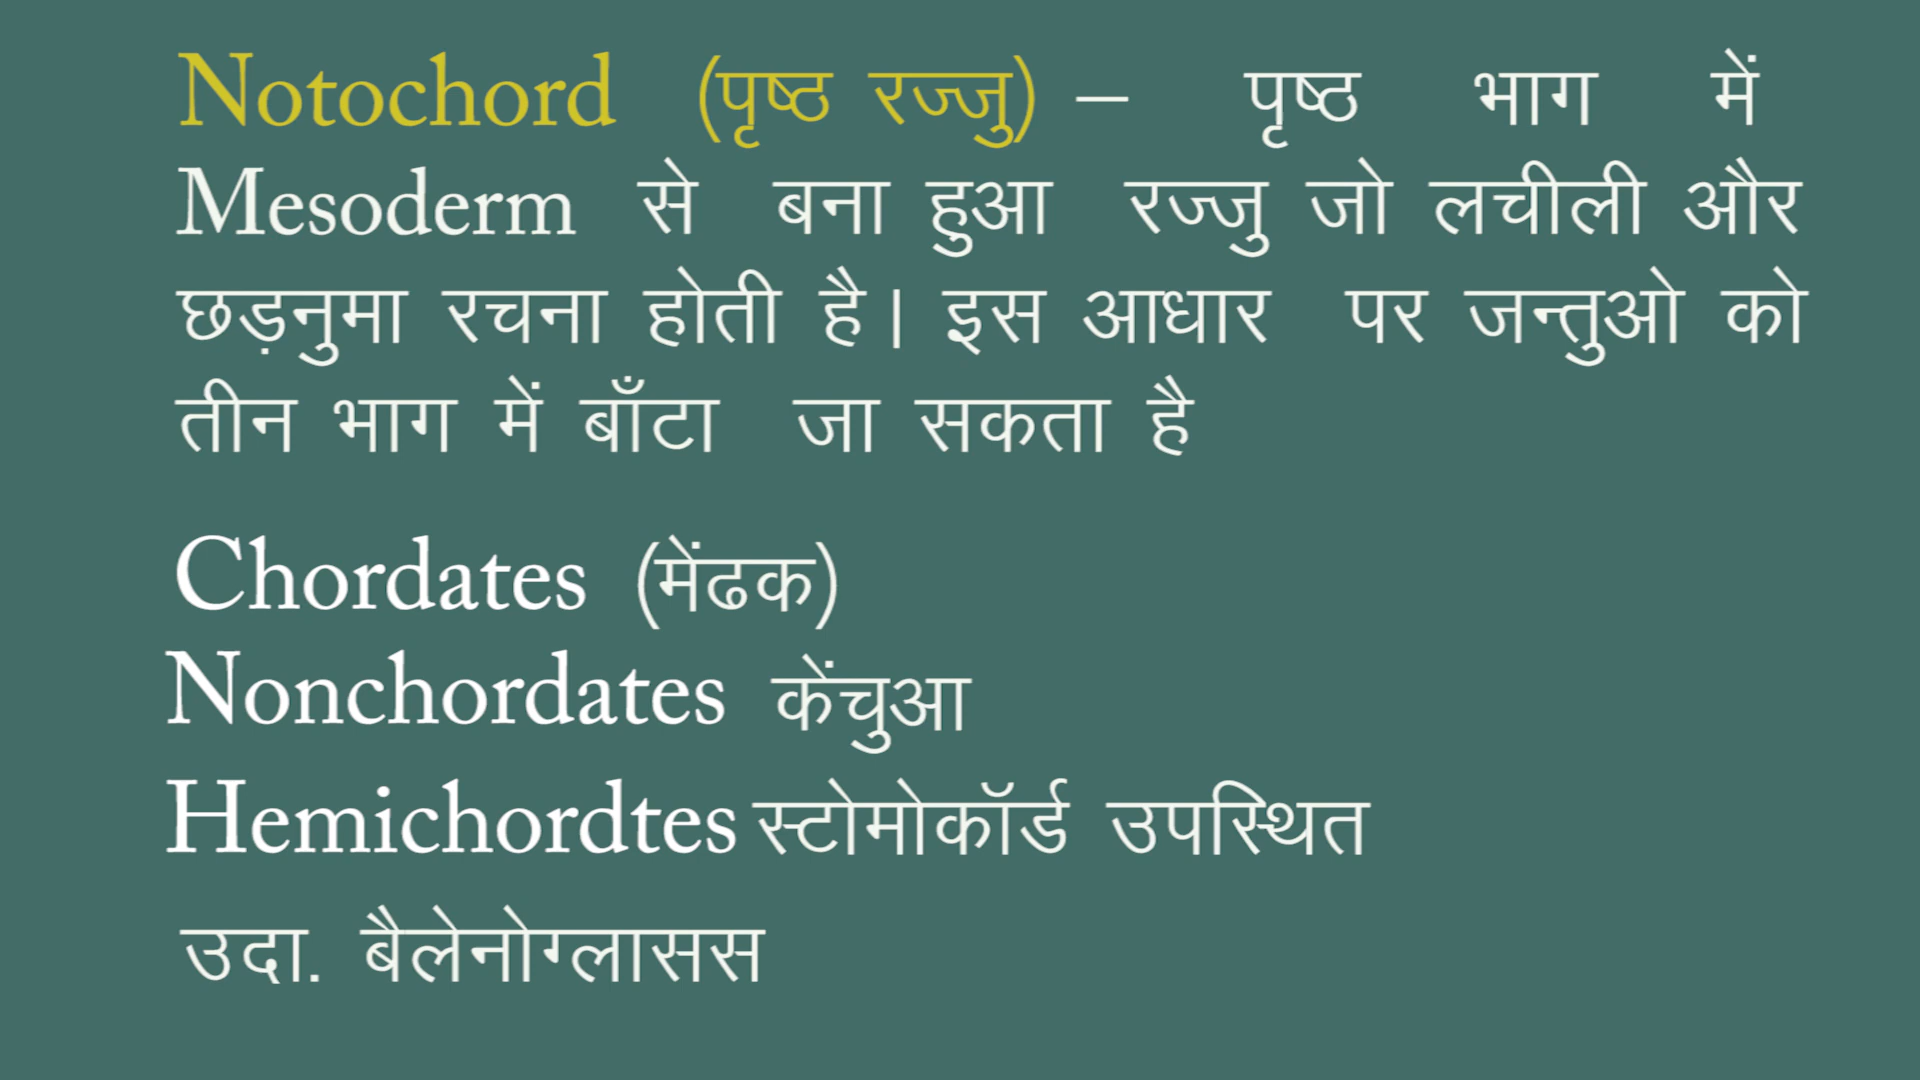 Notochord (पृष्ठ रज्जु) – पृष्ठ भाग में
Mesoderm से बना हुआ रज्जु जो लचीली और
छड़नुमा रचना होती है। इस आधार पर जन्तुओ को
तीन भाग में बाँटा जा सकता है
Chordates (मेंढक)
Nonchordates केंचुआ
Hemichordtes स्टोमोकॉर्ड उपस्थित
उदा. बैलेनोग्लासस